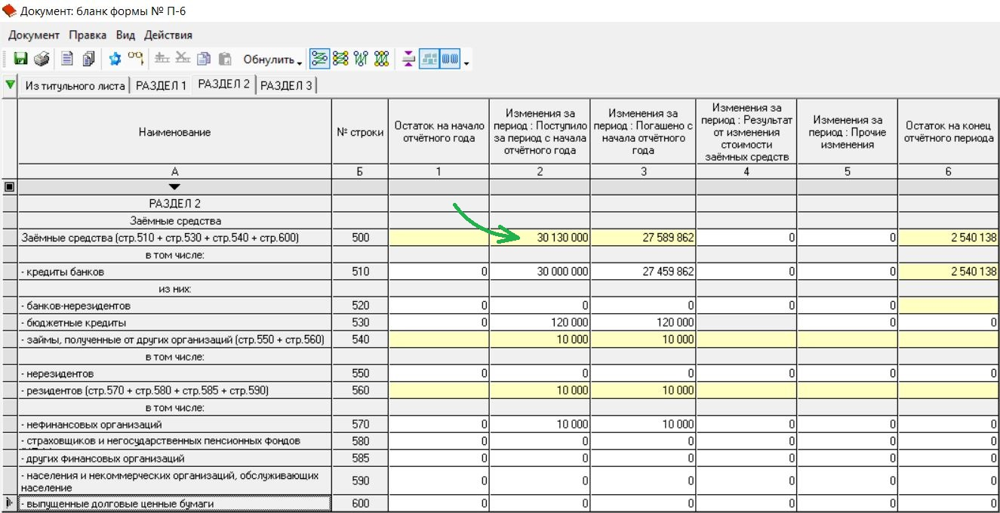 Документ: бланк формы № П-6
Документ Правка Вид Действия
Обнулить
Из титульного листа РАЗДЕЛ 1 РАЗДЕЛ 2 РАЗДЕЛ 3
Наименование
№ строки
Остаток на начало
отчётного года
Изменения за
период : Поступило
за период с начала
отчётного года
Изменения за
период : Погашено с
начала отчётного
года
Изменения за
период : Результат
от изменения
стоимости
заёмных средств
Изменения за
период : Прочие
изменения
Остаток на конец
отчётного периода
А Б 1 2 3 4 5 6
РАЗДЕЛ 2
Заёмные средства
Заёмные средства (стр.510 + стр.530 + стр.540 + стр.600) 500 30 130 000 27 589 862 0 0 2 540 138
в том числе:
- кредиты банков 510 0 30 000 000 27 459 862 0 0 2 540 138
из них:
- банков-нерезидентов 520 0 0 0 0 0
- бюджетные кредиты 530 0 120 000 120 000 0 0
- займы, полученные от других организаций (стр.550 + стр.560) 540 10 000 10 000
в том числе:
- нерезидентов 550 0 0 0 0 0 0
- резидентов (стр.570 + стр.580 + стр.585 + стр.590) 560 10 000 10 000
в том числе:
- нефинансовых организаций 570 0 10 000 10 000 0 0 0
- страховщиков и негосударственных пенсионных фондов 580 0 0 0 0 0 0
- других финансовых организаций 585 0 0 0 0 0 0
- населения и некоммерческих организаций, обслуживающих
население 590 0 0 0 0 0 0
- выпущенные долговые ценные бумаги 600 0 0 0 0 0 0